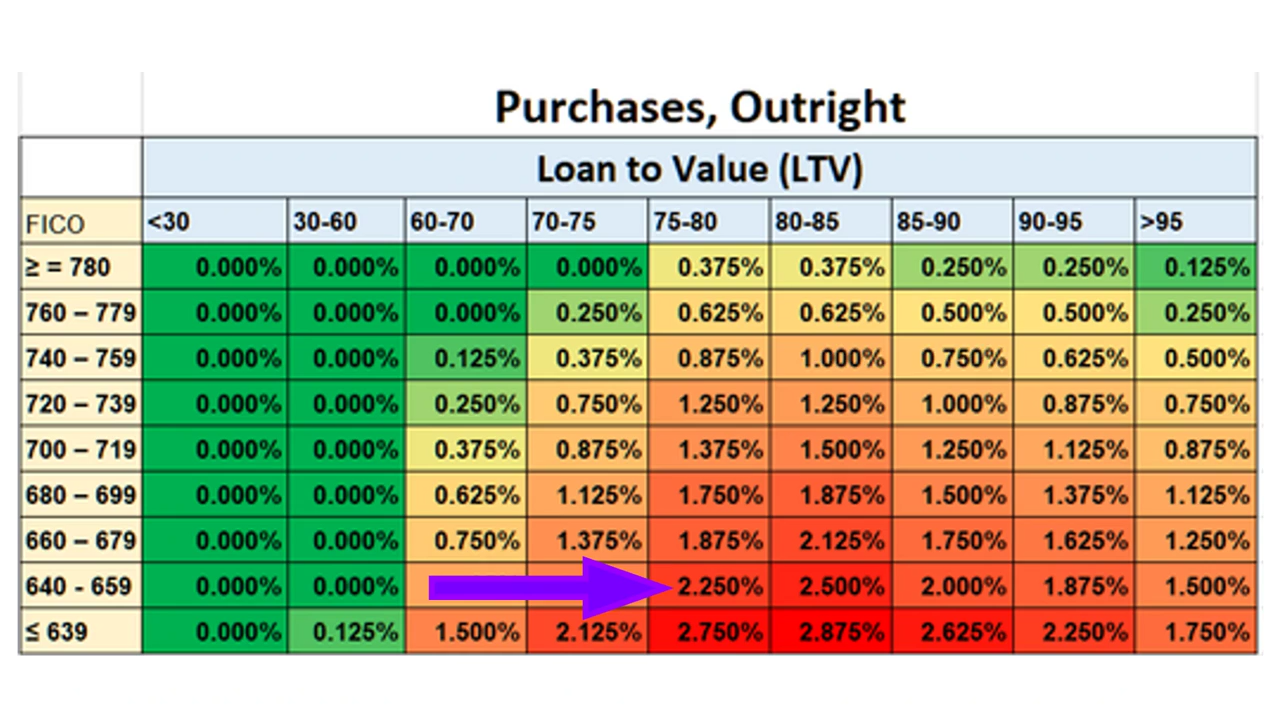 Purchases, Outright
Loan to Value (LTV)
FICO <30 30-60 60-70 70-75 75-80 80-85 85-90 90-95 >95
≥ = 780 0.000% 0.000% 0.000% 0.000% 0.375% 0.375% 0.250% 0.250% 0.125%
760 – 779 0.000% 0.000% 0.000% 0.250% 0.625% 0.625% 0.500% 0.500% 0.250%
740 – 759 0.000% 0.000% 0.125% 0.375% 0.875% 1.000% 0.750% 0.625% 0.500%
720 – 739 0.000% 0.000% 0.250% 0.750% 1.250% 1.250% 1.000% 0.875% 0.750%
700 – 719 0.000% 0.000% 0.375% 0.875% 1.375% 1.500% 1.250% 1.125% 0.875%
680 – 699 0.000% 0.000% 0.625% 1.125% 1.750% 1.875% 1.500% 1.375% 1.125%
660 – 679 0.000% 0.000% 0.750% 1.375% 1.875% 2.125% 1.750% 1.625% 1.250%
640 - 659 0.000% 0.000% 2.250% 2.500% 2.000% 1.875% 1.500%
≤ 639 0.000% 0.125% 1.500% 2.125% 2.750% 2.875% 2.625% 2.250% 1.750%